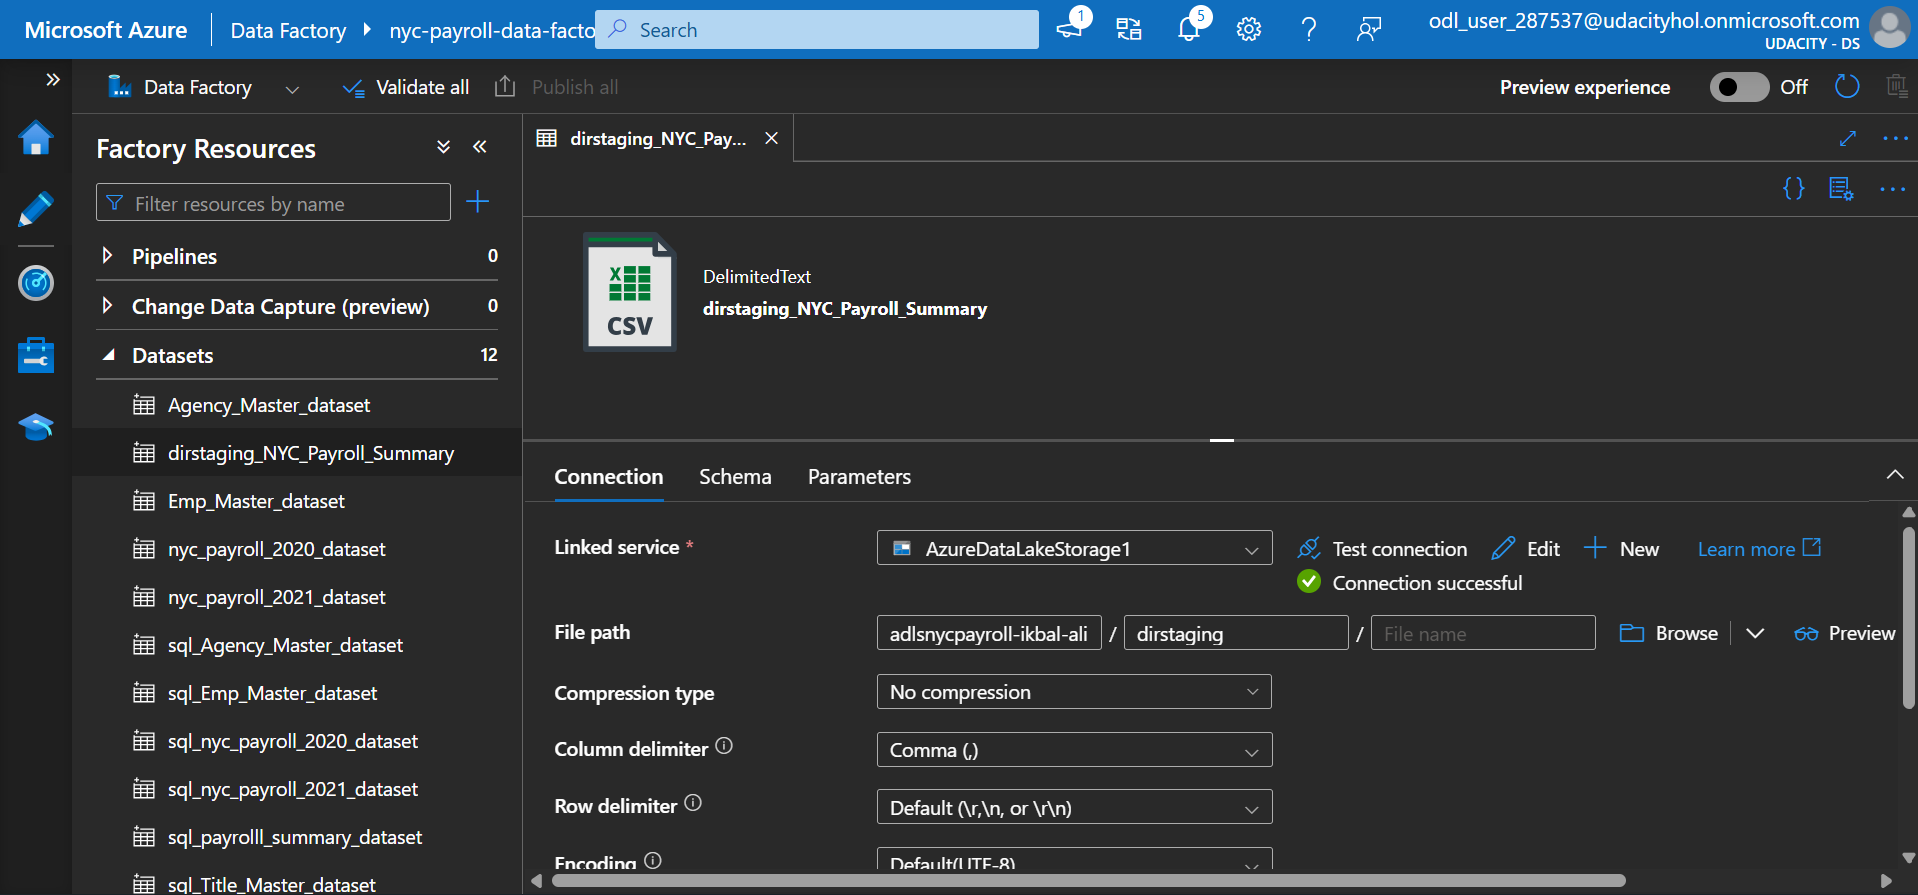 Microsoft Azure
Data Factory
nyc-payroll-data-facto
Search
1
5
odl_user_287537@udacityhol.onmicrosoft.com
UDACITY - DS
Data Factory
Validate all
Publish all
Preview experience
Off
Factory Resources
Filter resources by name
Pipelines 0
Change Data Capture (preview) 0
Datasets 12
Agency_Master_dataset
dirstaging_NYC_Payroll_Summary
Emp_Master_dataset
nyc_payroll_2020_dataset
nyc_payroll_2021_dataset
sql_Agency_Master_dataset
sql_Emp_Master_dataset
sql_nyc_payroll_2020_dataset
sql_nyc_payroll_2021_dataset
sql_payrolll_summary_dataset
sql_Title_Master_dataset
dirstaging_NYC_Pay...
X
CSV
DelimitedText
dirstaging_NYC_Payroll_Summary
Connection Schema Parameters
Linked service * AzureDataLakeStorage1 Test connection Edit New Learn more
Connection successful
File path adlsnycpayroll-ikbal-ali / dirstaging / File name Browse Preview
Compression type No compression
Column delimiter Comma (,)
Row delimiter Default (\r,\n, or \r\n)
Encoding Default(UTF-8)